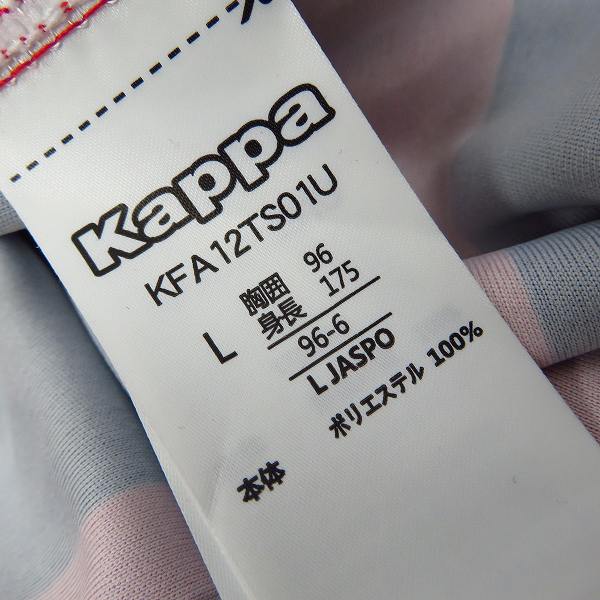 Kappa
KFA12TS01U
L
胸囲 96
身長 175
96-6
L JASPO
本体 ポリエステル 100%